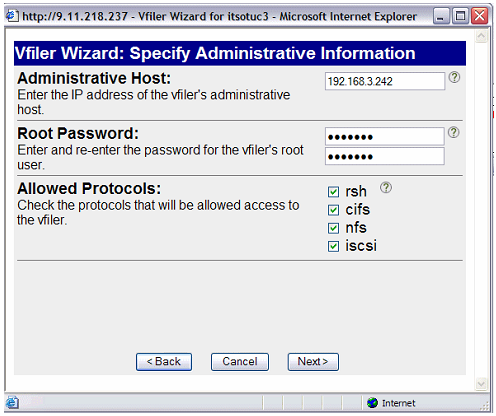 http://9.11.218.237 - Vfiler Wizard for itsotuc3 - Microsoft Internet Explorer
Vfiler Wizard: Specify Administrative Information
Administrative Host:
Enter the IP address of the vfiler's administrative
host.
192.168.3.242
?
Root Password:
Enter and re-enter the password for the vfiler's root
user.
•••••••
?
•••••••
Allowed Protocols:
Check the protocols that will be allowed access to
the vfiler.
rsh ?
cifs
nfs
iscsi
< Back Cancel Next >
Internet